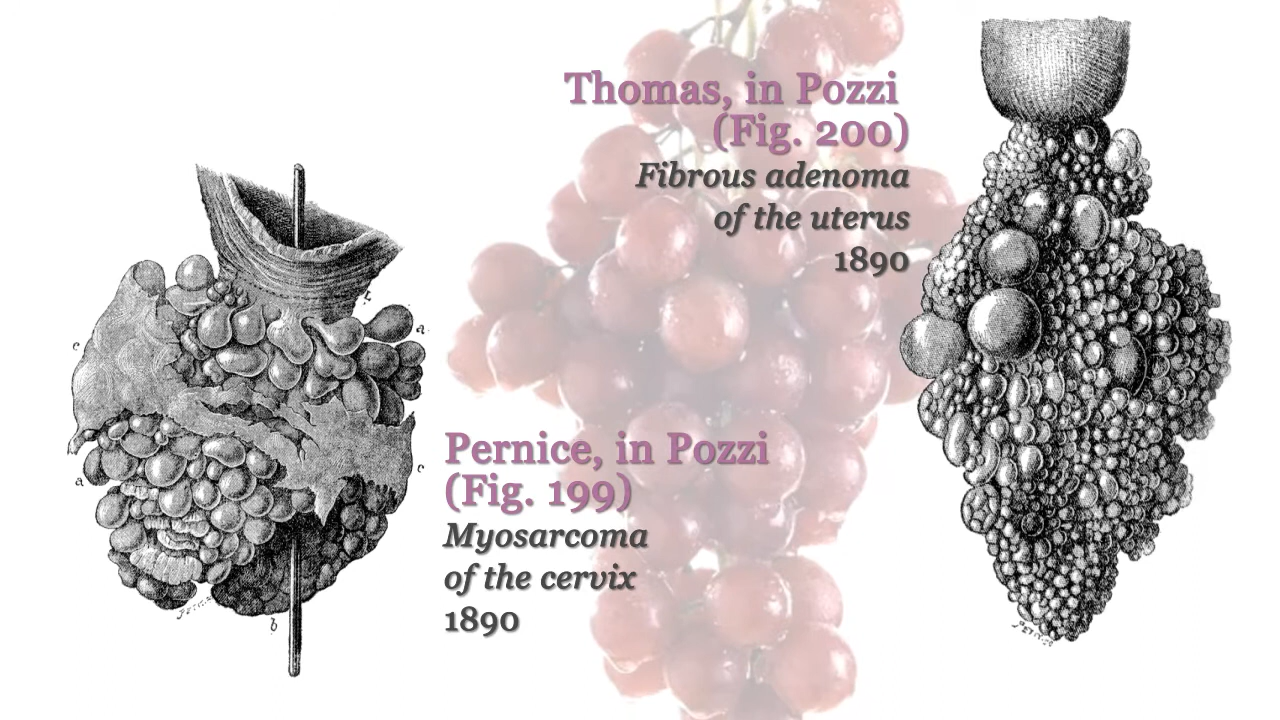 Thomas, in Pozzi
(Fig. 200)
Fibrous adenoma
of the uterus
1890
Pernice, in Pozzi
(Fig. 199)
Myosarcoma
of the cervix
1890
a
c
c
a
b